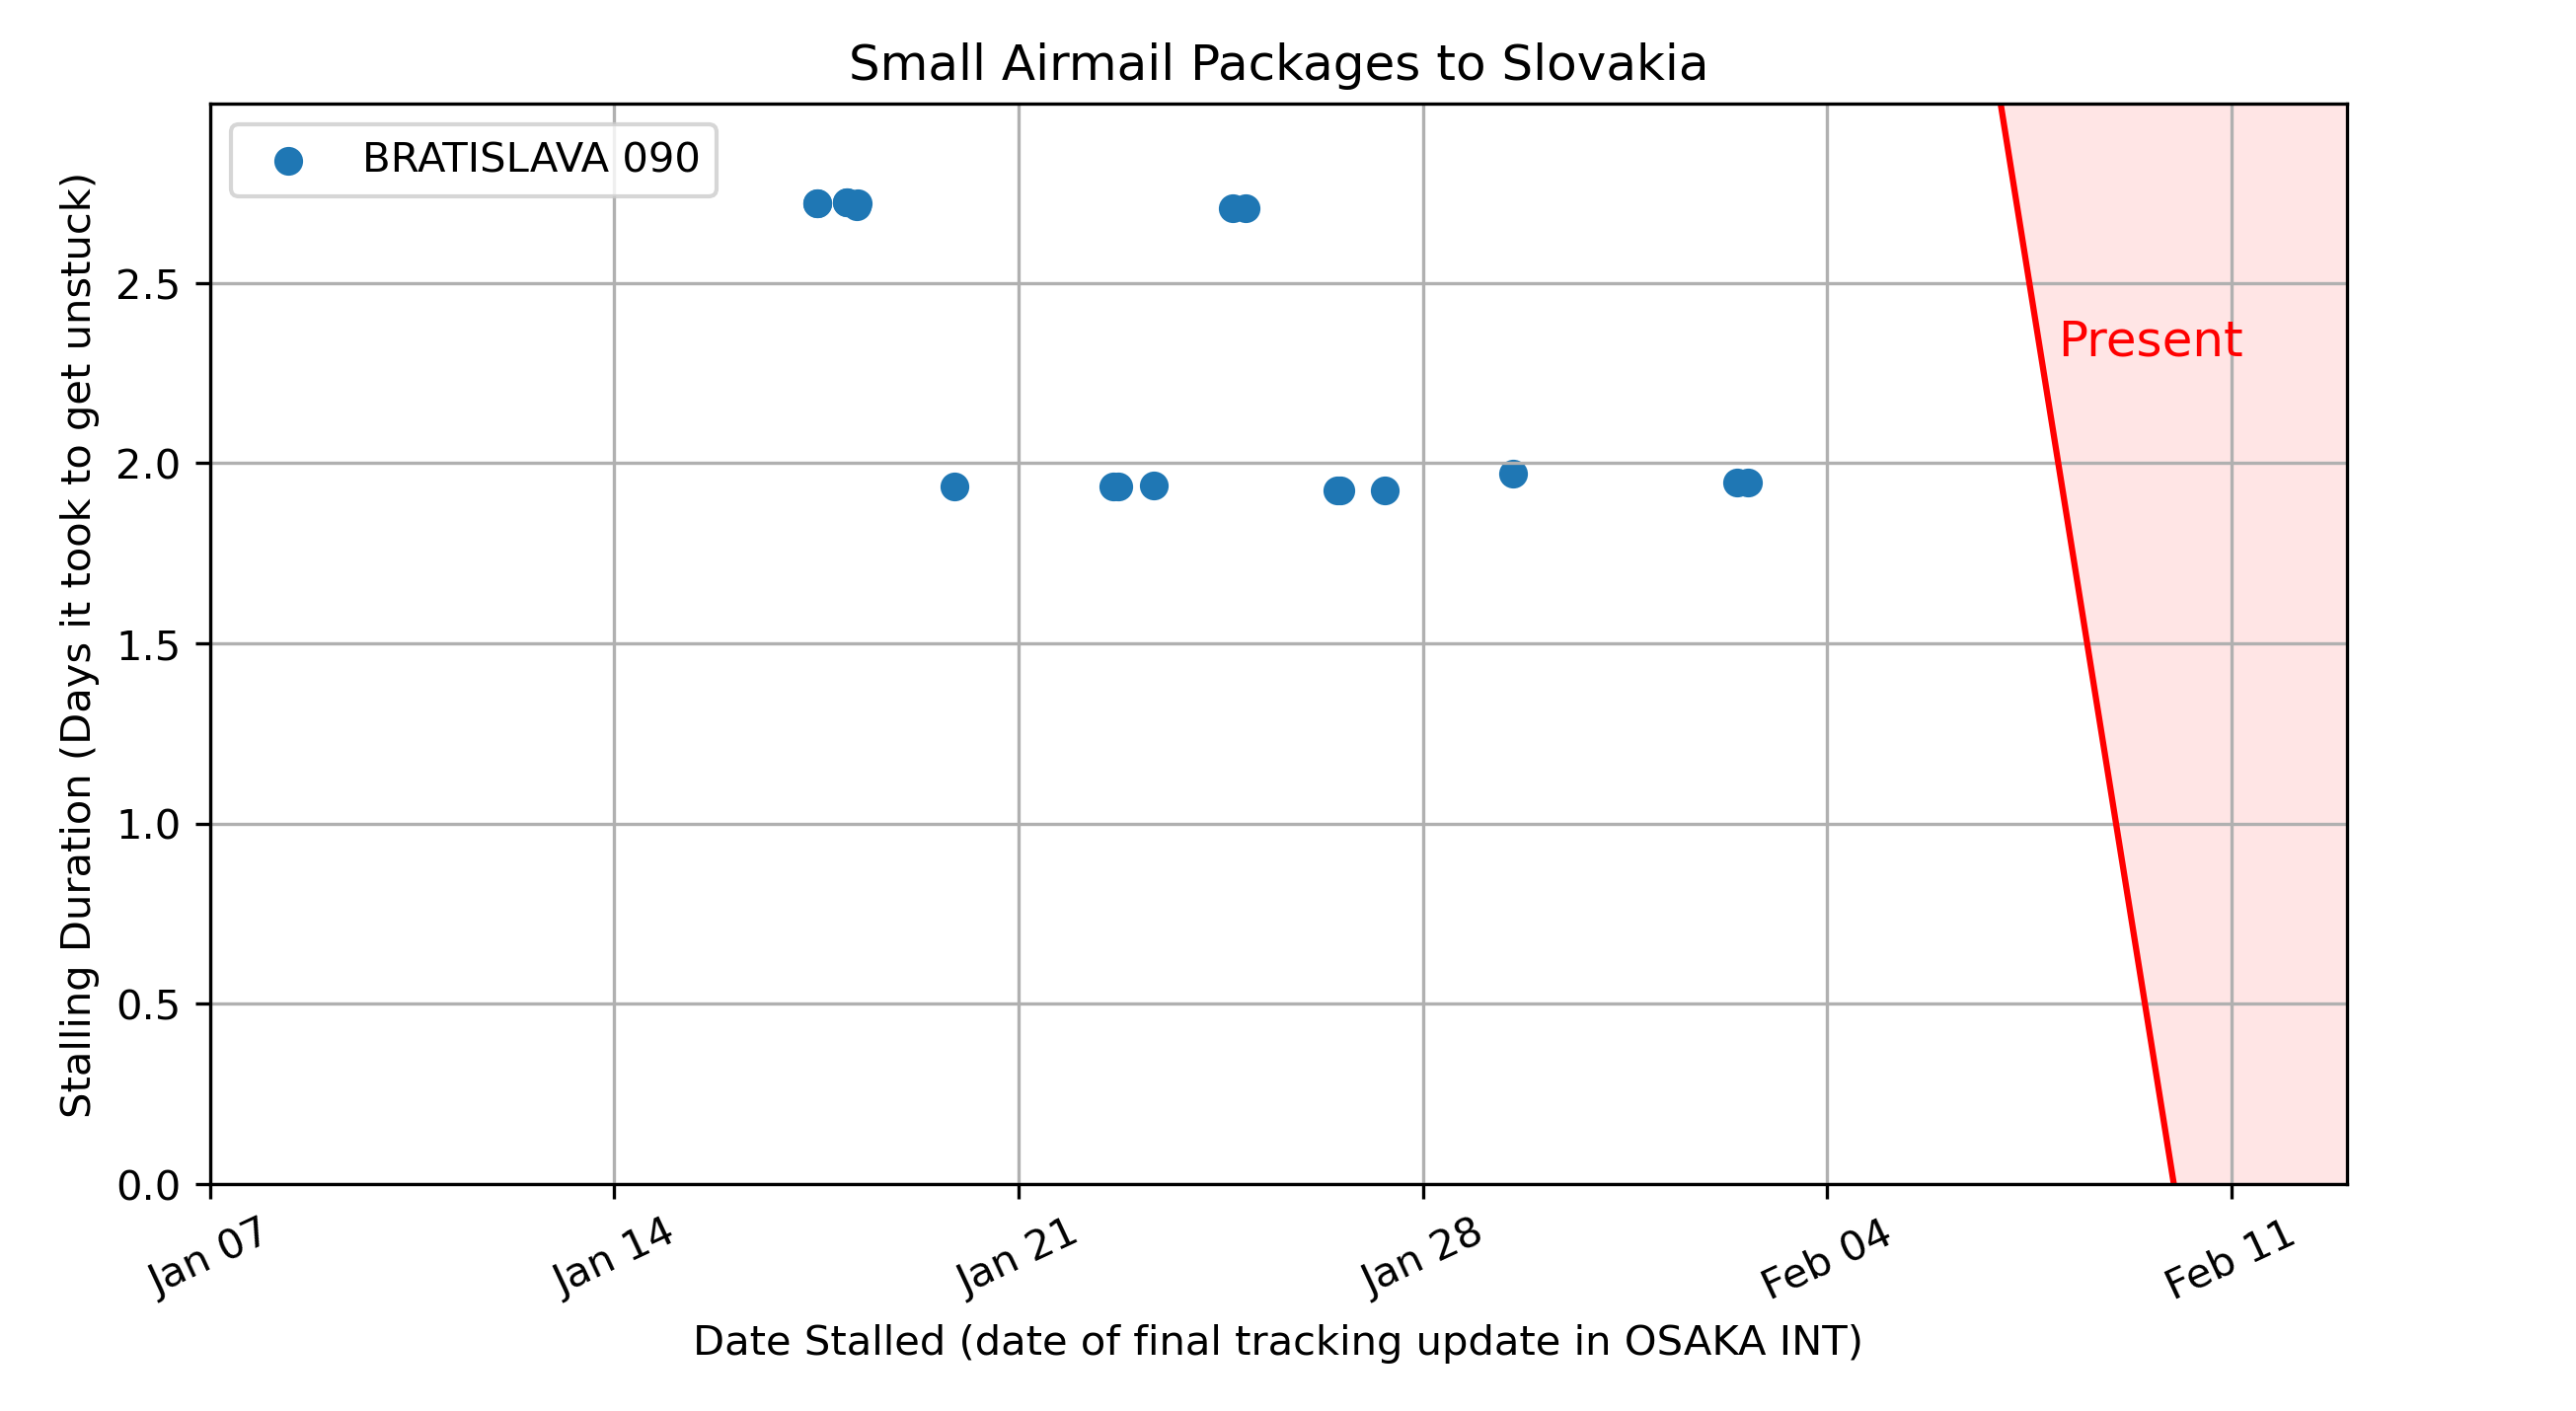 Small Airmail Packages to Slovakia
BRATISLAVA 090
Stalling Duration (Days it took to get unstuck)
2.5
2.0
1.5
1.0
0.5
0.0
Present
Jan 07
Jan 14
Jan 21
Jan 28
Feb 04
Feb 11
Date Stalled (date of final tracking update in OSAKA INT)